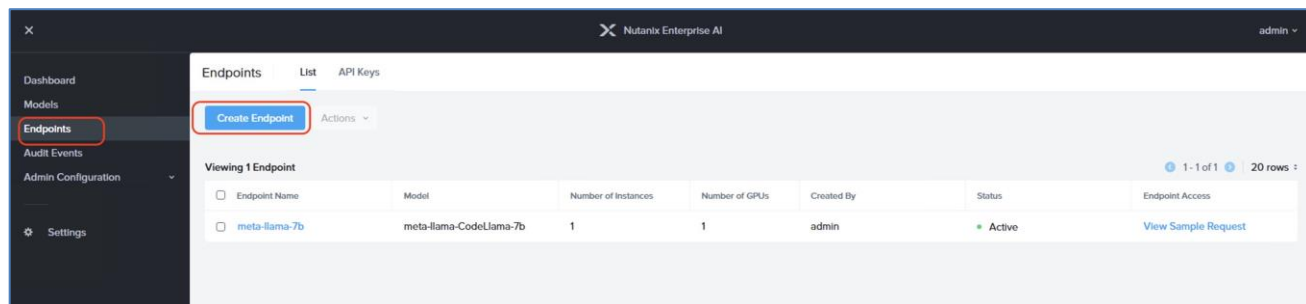 Nutanix Enterprise AI
admin
Dashboard
Models
Endpoints
Audit Events
Admin Configuration
Settings
Endpoints List API Keys
Create Endpoint Actions
Viewing 1 Endpoint 1 - 1 of 1 20 rows
Endpoint Name Model Number of Instances Number of GPUs Created By Status Endpoint Access
meta-llama-7b meta-llama-CodeLlama-7b 1 1 admin Active View Sample Request